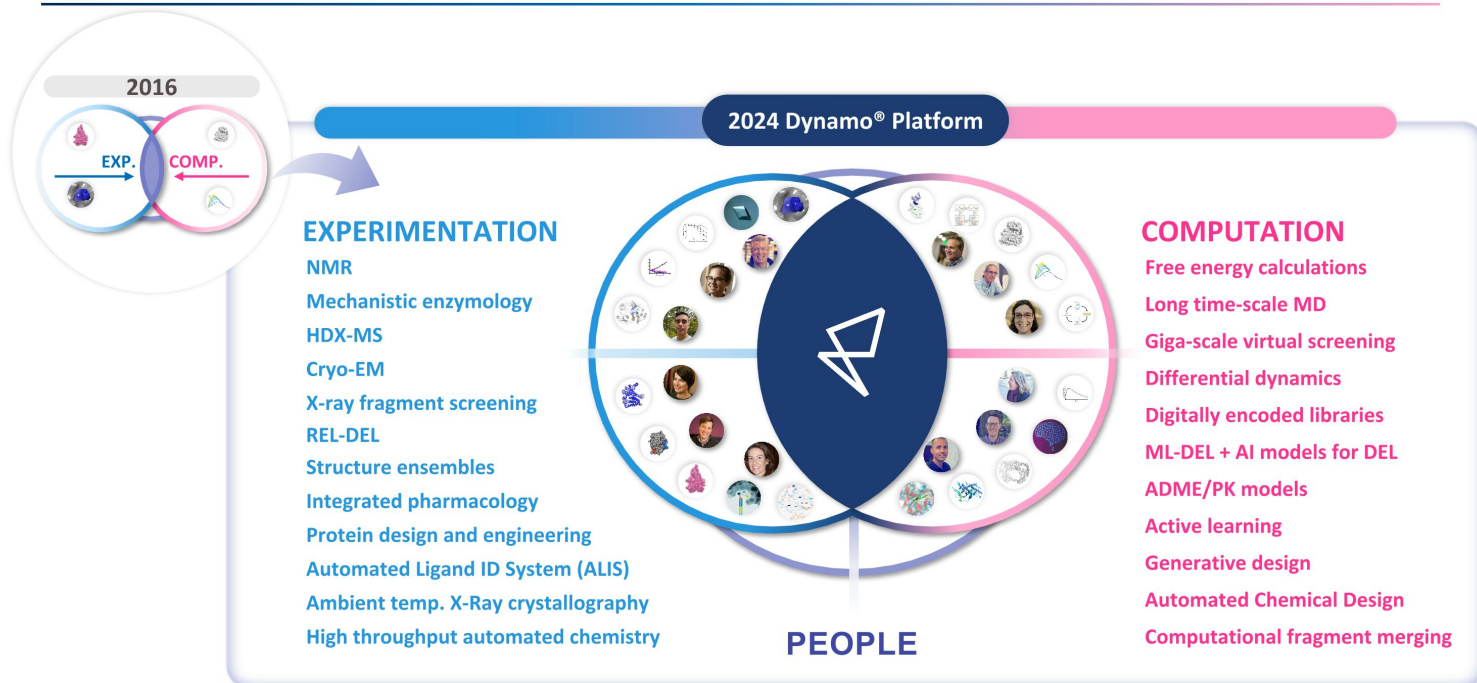 2016
EXP.
COMP.
2024 Dynamo® Platform
EXPERIMENTATION
NMR
Mechanistic enzymology
HDX-MS
Cryo-EM
X-ray fragment screening
REL-DEL
Structure ensembles
Integrated pharmacology
Protein design and engineering
Automated Ligand ID System (ALIS)
Ambient temp. X-Ray crystallography
High throughput automated chemistry
PEOPLE
COMPUTATION
Free energy calculations
Long time-scale MD
Giga-scale virtual screening
Differential dynamics
Digitally encoded libraries
ML-DEL + AI models for DEL
ADME/PK models
Active learning
Generative design
Automated Chemical Design
Computational fragment merging